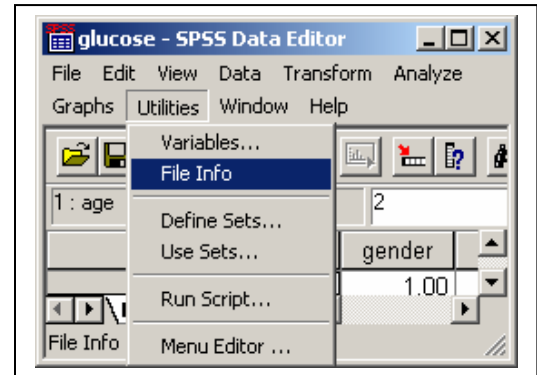 glucose - SPSS Data Editor
File Edit View Data Transform Analyze
Graphs Utilities Window Help
Variables...
File Info
1 : age 2
Define Sets...
Use Sets... gender
1.00
Run Script...
File Info
Menu Editor ...